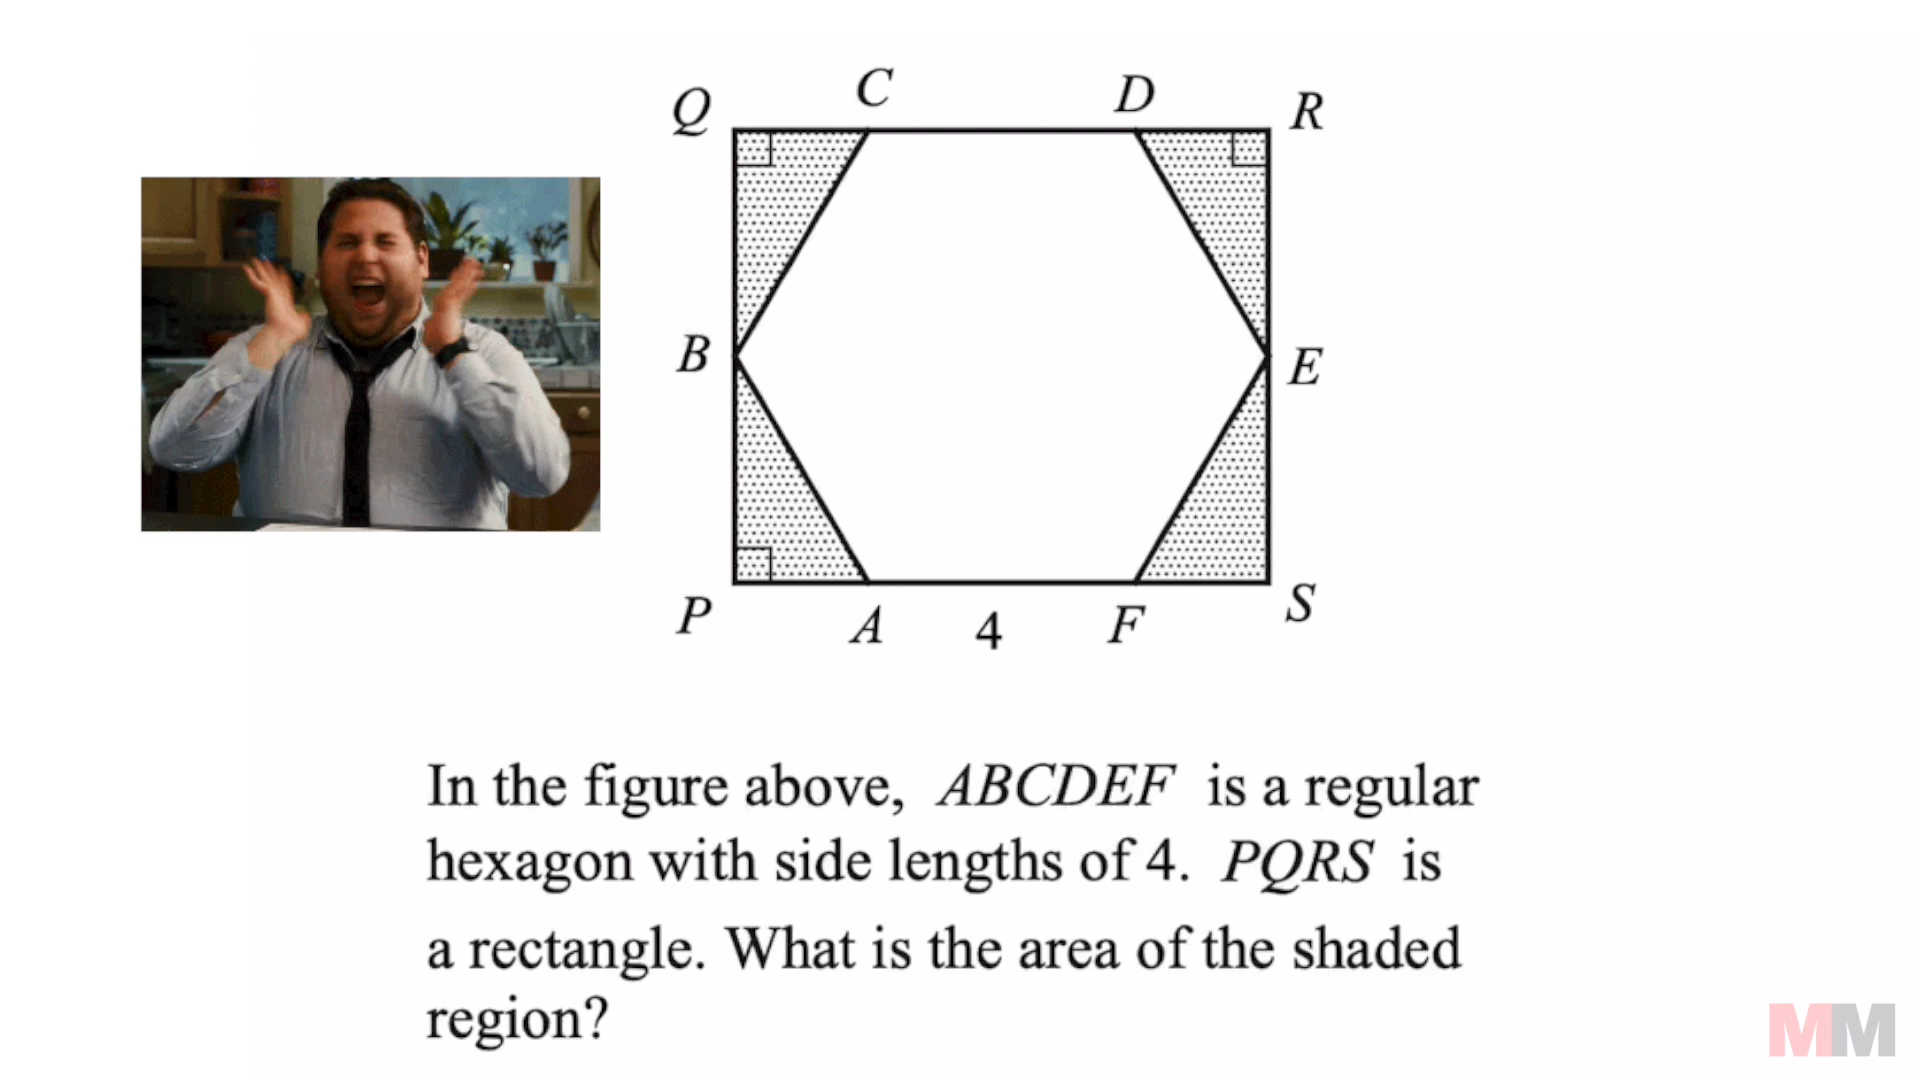 Q C D R
B E
P A 4 F S
In the figure above, ABCDEF is a regular
hexagon with side lengths of 4. PQRS is
a rectangle. What is the area of the shaded
region?
MM